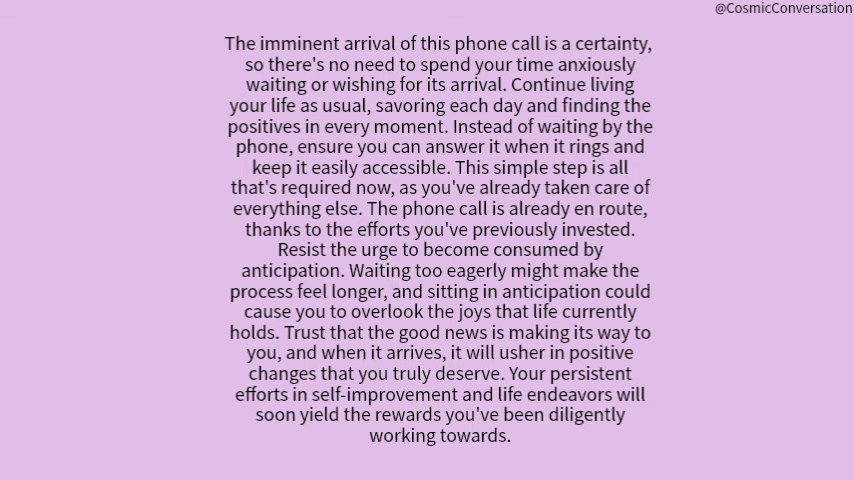 @CosmicConversation
The imminent arrival of this phone call is a certainty,
so there's no need to spend your time anxiously
waiting or wishing for its arrival. Continue living
your life as usual, savoring each day and finding the
positives in every moment. Instead of waiting by the
phone, ensure you can answer it when it rings and
keep it easily accessible. This simple step is all
that's required now, as you've already taken care of
everything else. The phone call is already en route,
thanks to the efforts you've previously invested.
Resist the urge to become consumed by
anticipation. Waiting too eagerly might make the
process feel longer, and sitting in anticipation could
cause you to overlook the joys that life currently
holds. Trust that the good news is making its way to
you, and when it arrives, it will usher in positive
changes that you truly deserve. Your persistent
efforts in self-improvement and life endeavors will
soon yield the rewards you've been diligently
working towards.